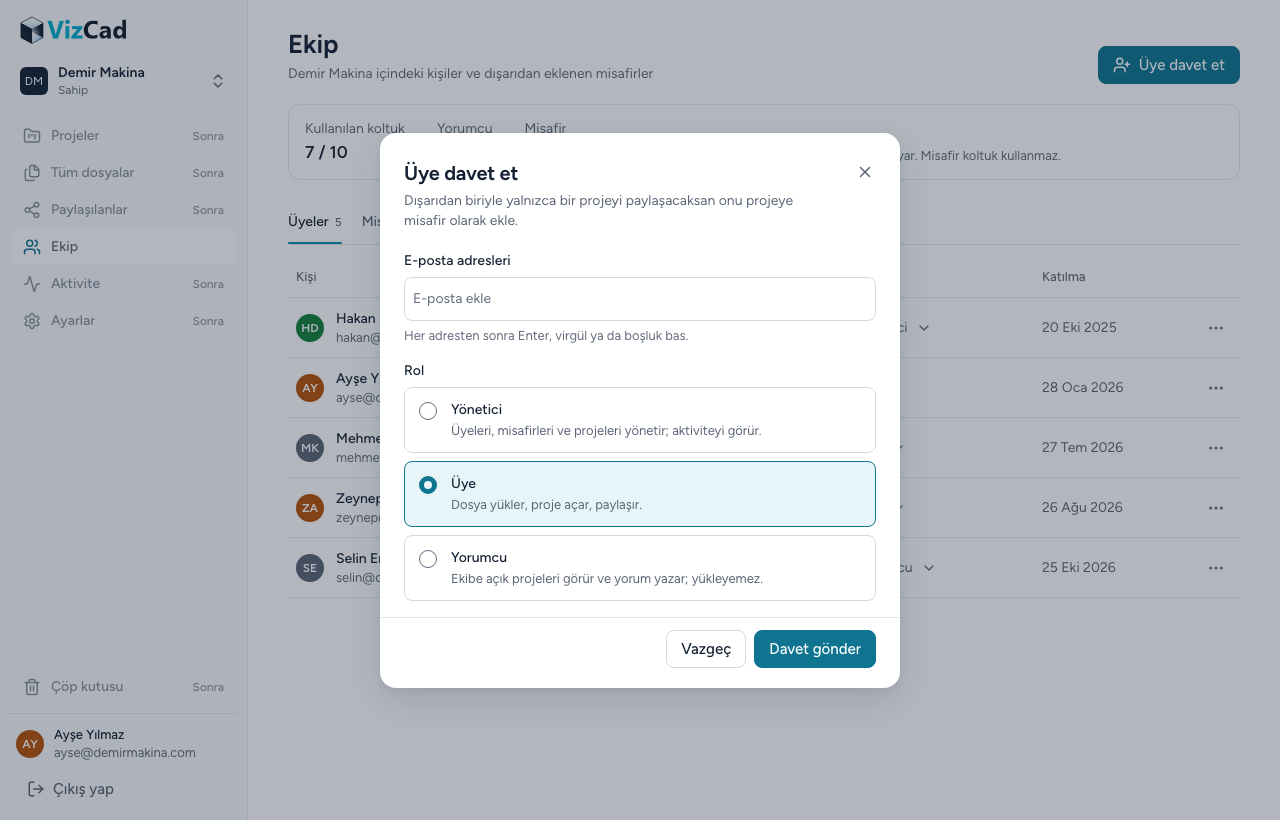 VizCad
DM
Demir Makina
Sahip
Projeler Sonra
Tüm dosyalar Sonra
Paylaşılanlar Sonra
Ekip
Aktivite Sonra
Ayarlar Sonra
Çöp kutusu Sonra
AY
Ayşe Yılmaz
ayse@demirmakina.com
Çıkış yap
Ekip
Demir Makina içindeki kişiler ve dışarıdan eklenen misafirler
Üye davet et
Kullanılan koltuk Yorumcu Misafir
7 / 10
Misafir koltuk kullanmaz.
Üyeler 5
Kişi Katılma
HD Hakan 20 Eki 2025
hakan@
AY Ayşe Y 28 Oca 2026
MK 27 Tem 2026
ZA Zeynep 26 Ağu 2026
SE Selin 25 Eki 2026
Üye davet et
Dışarıdan biriyle yalnızca bir projeyi paylaşacaksan onu projeye
misafir olarak ekle.
E-posta adresleri
E-posta ekle
Her adresten sonra Enter, virgül ya da boşluk bas.
Rol
Yönetici
Üyeleri, misafirleri ve projeleri yönetir; aktiviteyi görür.
Üye
Dosya yükler, proje açar, paylaşır.
Yorumcu
Ekibe açık projeleri görür ve yorum yazar; yükleyemez.
Vazgeç
Davet gönder